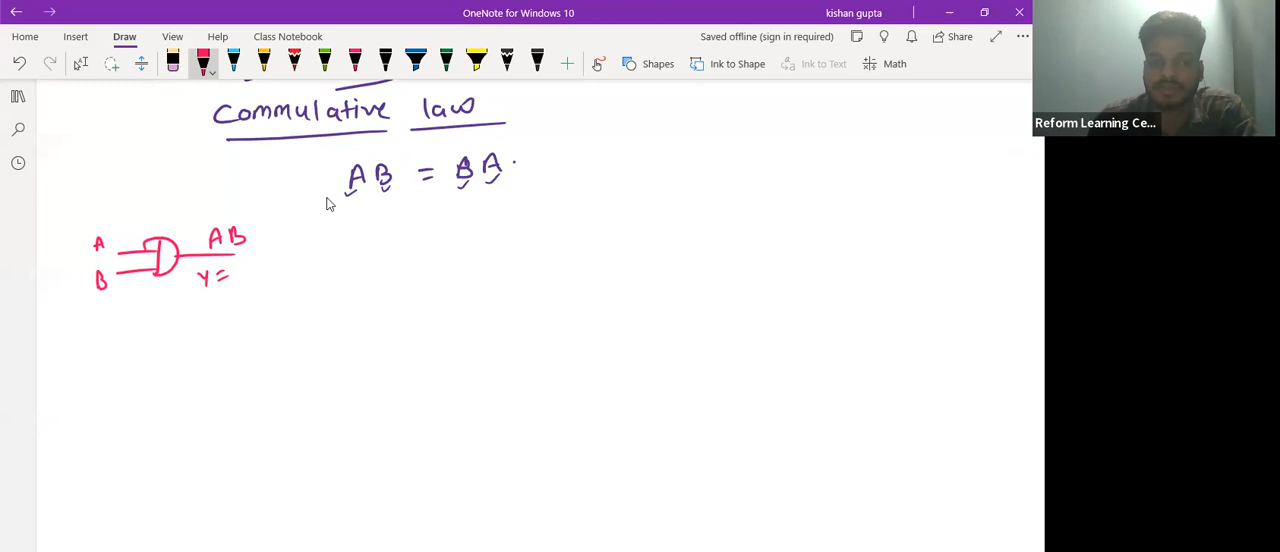 OneNote for Windows 10
kishan gupta
Home Insert Draw View Help Class Notebook
Saved offline (sign in required)
Share
Shapes
Ink to Shape
Ink to Text
Math
Reform Learning Ce...
Commulative law
AB = BA.
A
AB
B
Y =